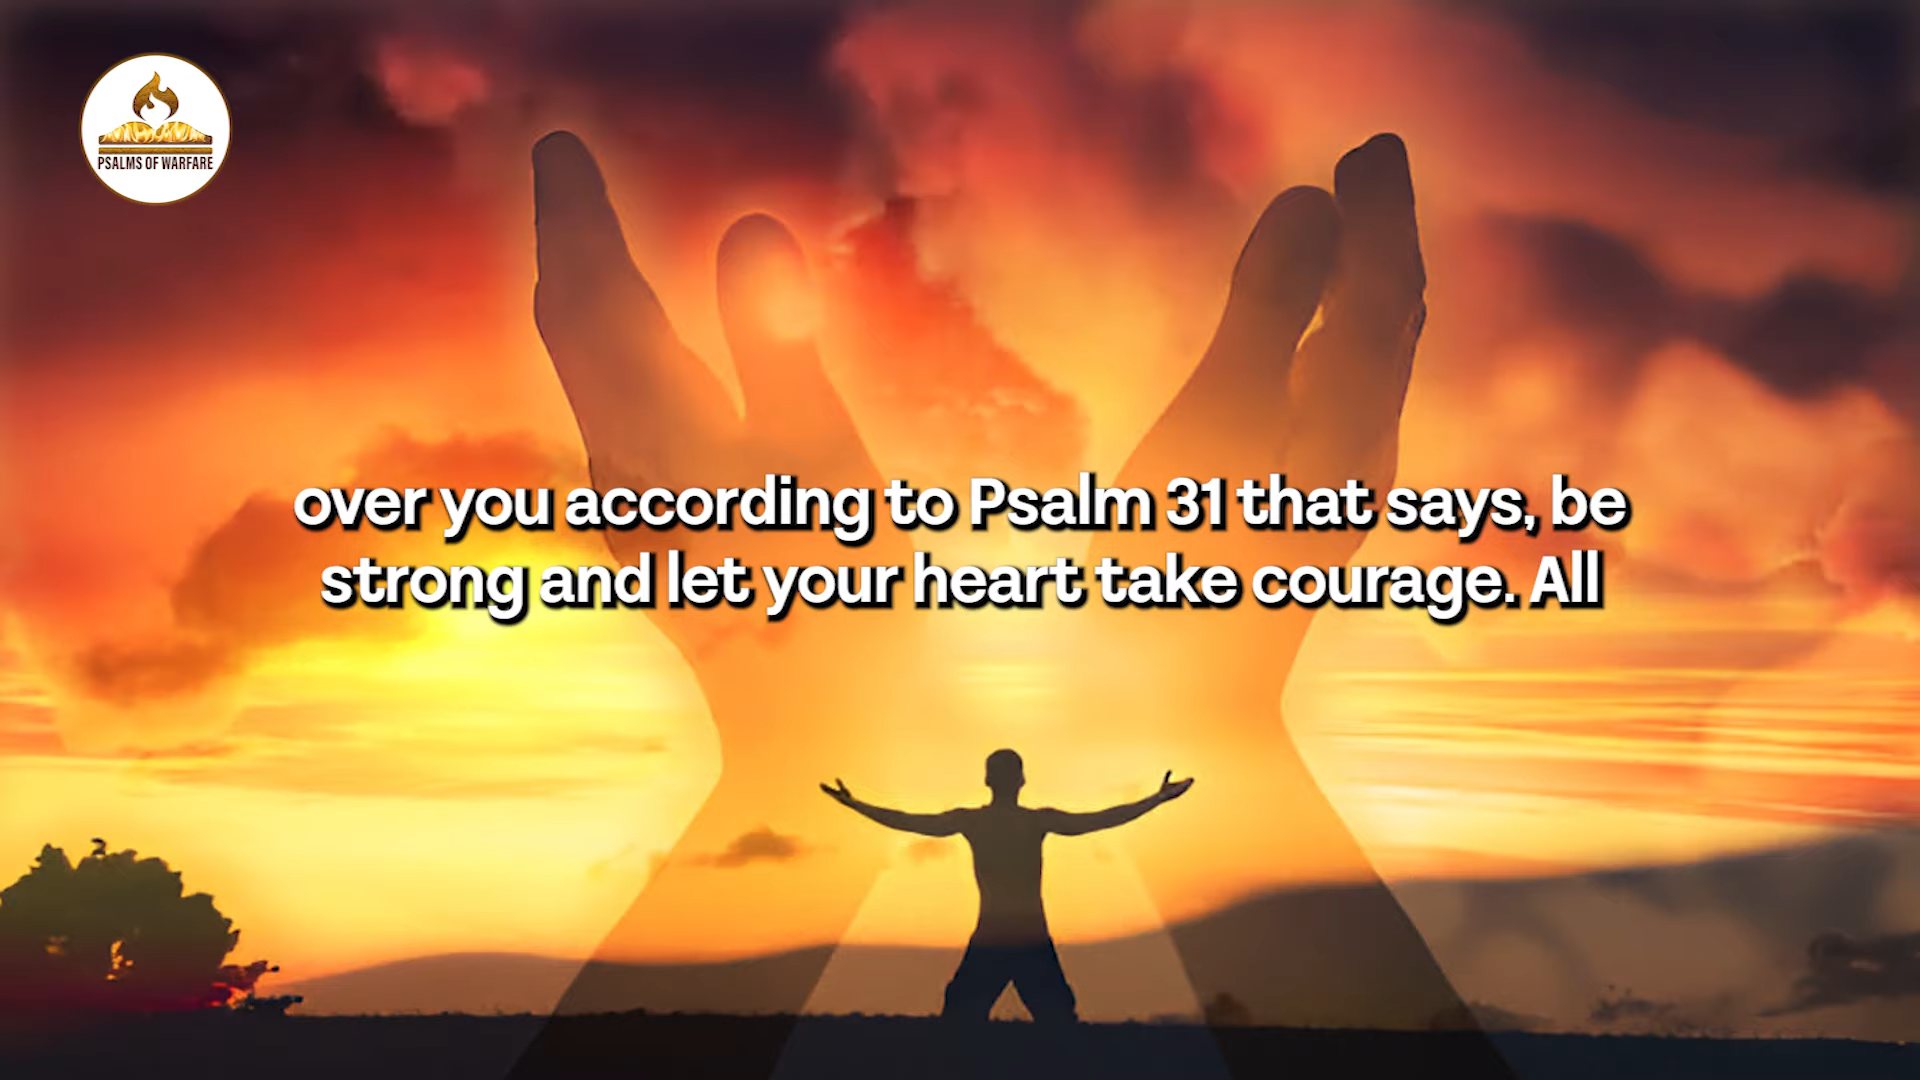 PSALMS OF WARFARE
over you according to Psalm 31 that says, be
strong and let your heart take courage. All